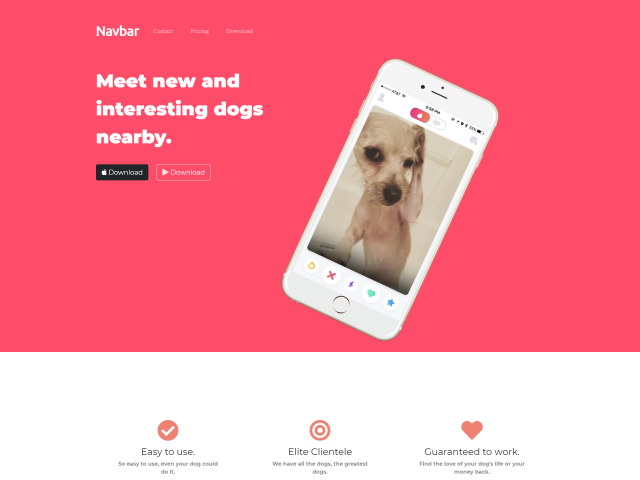 Navbar
Contact
Pricing
Download
Meet new and
interesting dogs
nearby.
Download
Download
AT&T
5:58 PM
53%
Easy to use.
So easy to use, even your dog could
do it.
Elite Clientele
We have all the dogs, the greatest
dogs.
Guaranteed to work.
Find the love of your dog's life or your
money back.